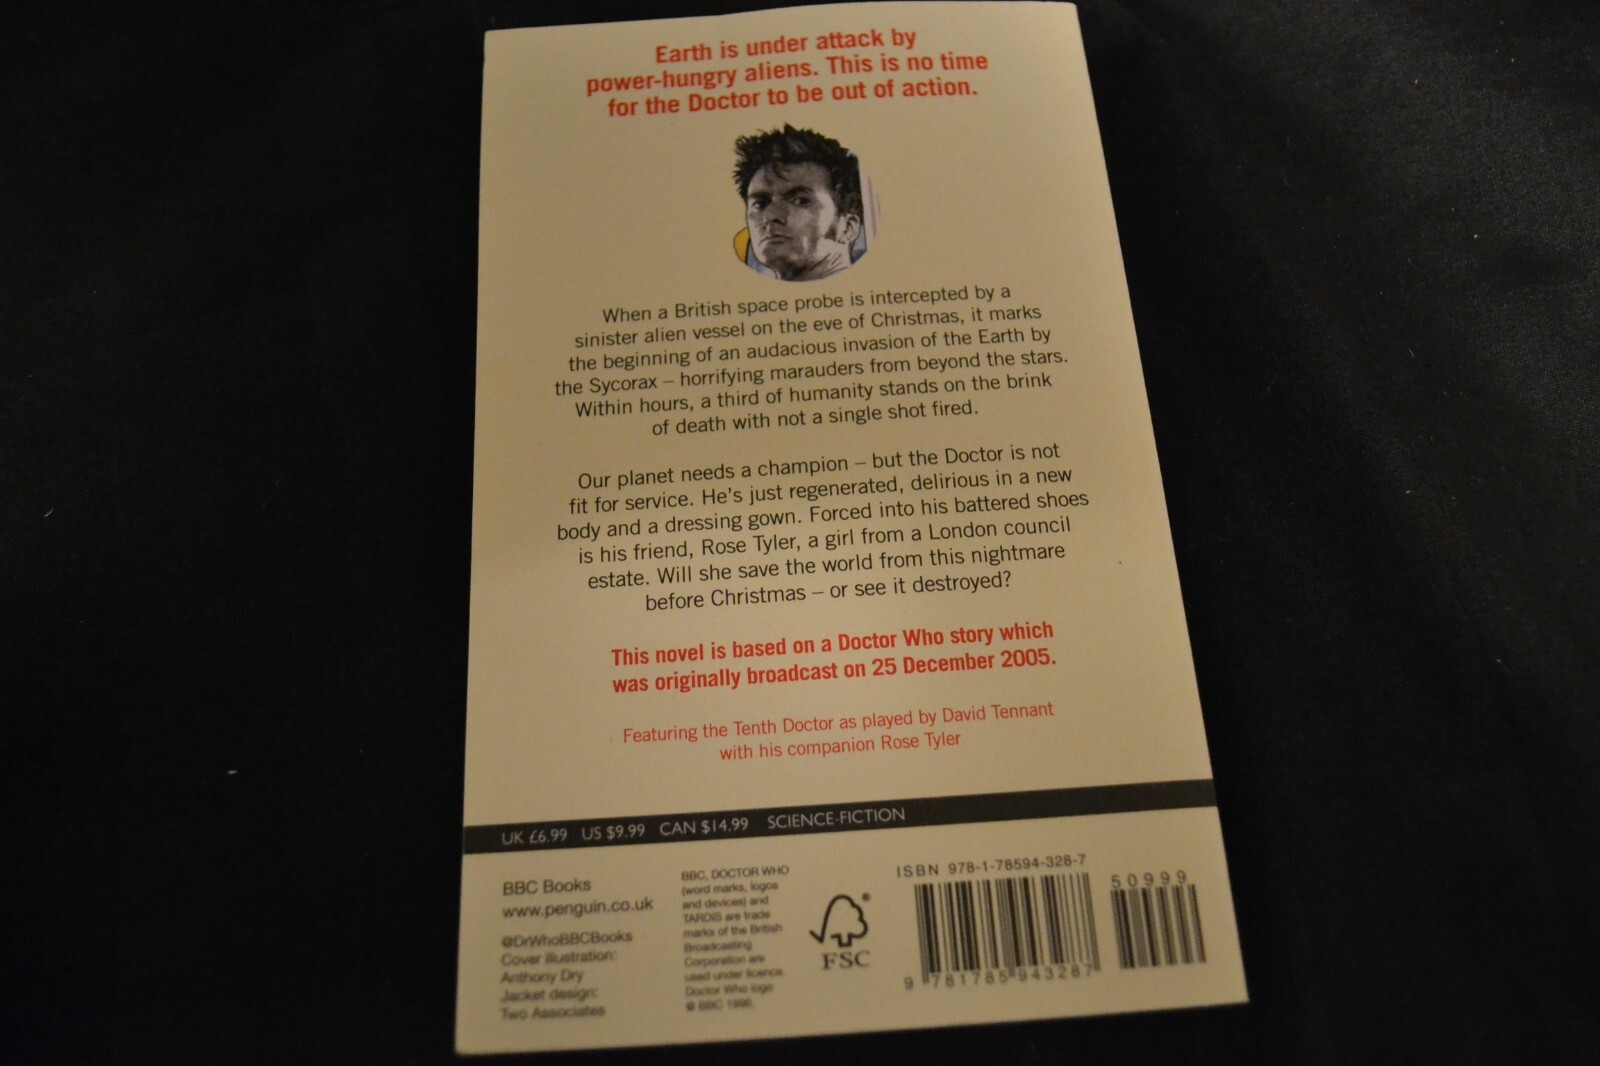 Earth is under attack by
power-hungry aliens. This is no time
for the Doctor to be out of action.
When a British space probe is intercepted by a
sinister alien vessel on the eve of Christmas, it marks
the beginning of an audacious invasion of the Earth by
the Sycorax – horrifying marauders from beyond the stars.
Within hours, a third of humanity stands on the brink
of death with not a single shot fired.
Our planet needs a champion – but the Doctor is not
fit for service. He's just regenerated, delirious in a new
body and a dressing gown. Forced into his battered shoes
is his friend, Rose Tyler, a girl from a London council
estate. Will she save the world from this nightmare
before Christmas – or see it destroyed?
This novel is based on a Doctor Who story which
was originally broadcast on 25 December 2005.
Featuring the Tenth Doctor as played by David Tennant
with his companion Rose Tyler
UK £6.99 US $9.99 CAN $14.99 SCIENCE-FICTION
BBC Books
www.penguin.co.uk
@DrWhoBBCBooks
Cover illustration:
Anthony Dry
Jacket design:
Two Associates
BBC, DOCTOR WHO
(word marks, logos
and devices) and
TARDIS are trade
marks of the British
Broadcasting
Corporation are
used under licence.
Doctor Who logo
© BBC 1996.
®
FSC
ISBN 978-1-78594-328-7
50999
9 781785 943287